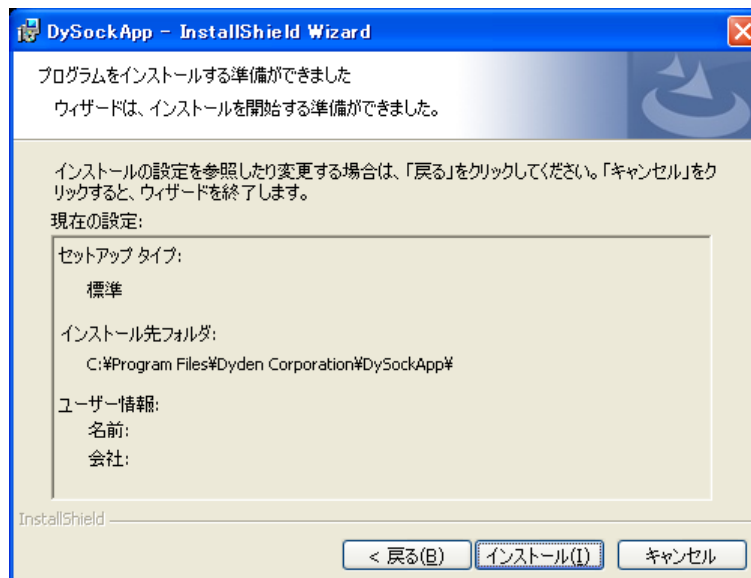 DySockApp - InstallShield Wizard
プログラムをインストールする準備ができました
ウィザードは、インストールを開始する準備ができました。
インストールの設定を参照したり変更する場合は、「戻る」をクリックしてください。「キャンセル」をク
リックすると、ウィザードを終了します。
現在の設定:
セットアップ タイプ:
標準
インストール先フォルダ:
C:¥Program Files¥Dyden Corporation¥DySockApp¥
ユーザー情報:
名前:
会社:
InstallShield
< 戻る(B)
インストール(I)
キャンセル